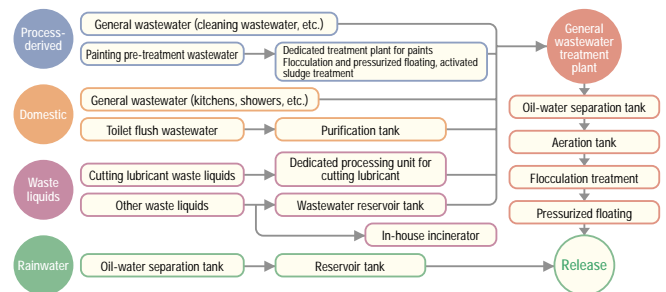 Process-
derived
General wastewater (cleaning wastewater, etc.)
Painting pre-treatment wastewater
Dedicated treatment plant for paints
Flocculation and pressurized floating, activated
sludge treatment
Domestic
General wastewater (kitchens, showers, etc.)
Toilet flush wastewater
Purification tank
Waste
liquids
Cutting lubricant waste liquids
Dedicated processing unit for
cutting lubricant
Other waste liquids
Wastewater reservoir tank
In-house incinerator
Rainwater
Oil-water separation tank
Reservoir tank
General
wastewater
treatment
plant
Oil-water separation tank
Aeration tank
Flocculation treatment
Pressurized floating
Release